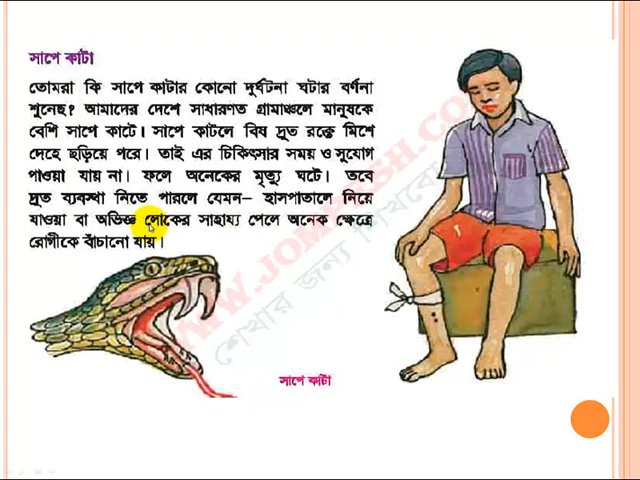 সাপে কাটা
তোমরা কি সাপে কাটার কোনো দুর্ঘটনা ঘটার বর্ণনা
শুনেছ? আমাদের দেশে সাধারণত গ্রামাঞ্চলে মানুষকে
বেশি সাপে কাটে। সাপে কাটলে বিষ দ্রুত রক্তে মিশে
দেহে ছড়িয়ে পরে। তাই এর চিকিৎসার সময় ও সুযোগ
পাওয়া যায় না। ফলে অনেকের মৃত্যু ঘটে। তবে
দ্রুত ব্যবস্থা নিতে পারলে যেমন– হাসপাতালে নিয়ে
যাওয়া বা অভিজ্ঞ লোকের সাহায্য পেলে অনেক ক্ষেত্রে
রোগীকে বাঁচানো যায়।
সাপে কাটা
শেখার জন্য